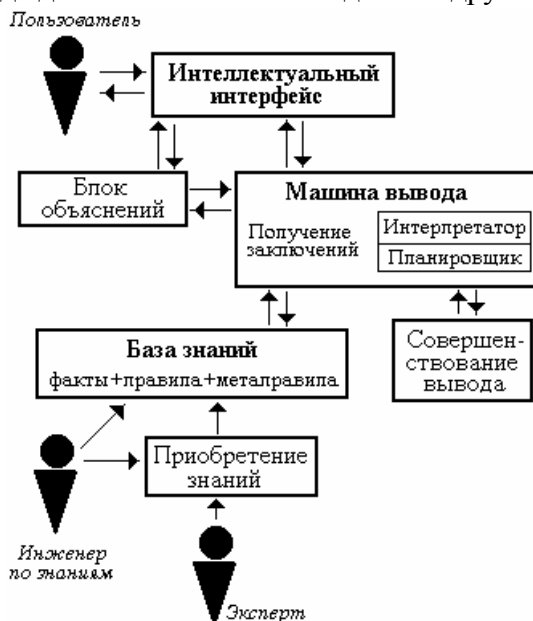 Пользователь
Интеллектуальный
интерфейс
Блок
объяснений
Машина вывода
Получение
заключений
Интерпретатор
Планировщик
База знаний
факты+правила+метаправила
Совершен-
ствование
вывода
Приобретение
знаний
Инженер
по знаниям
Эксперт